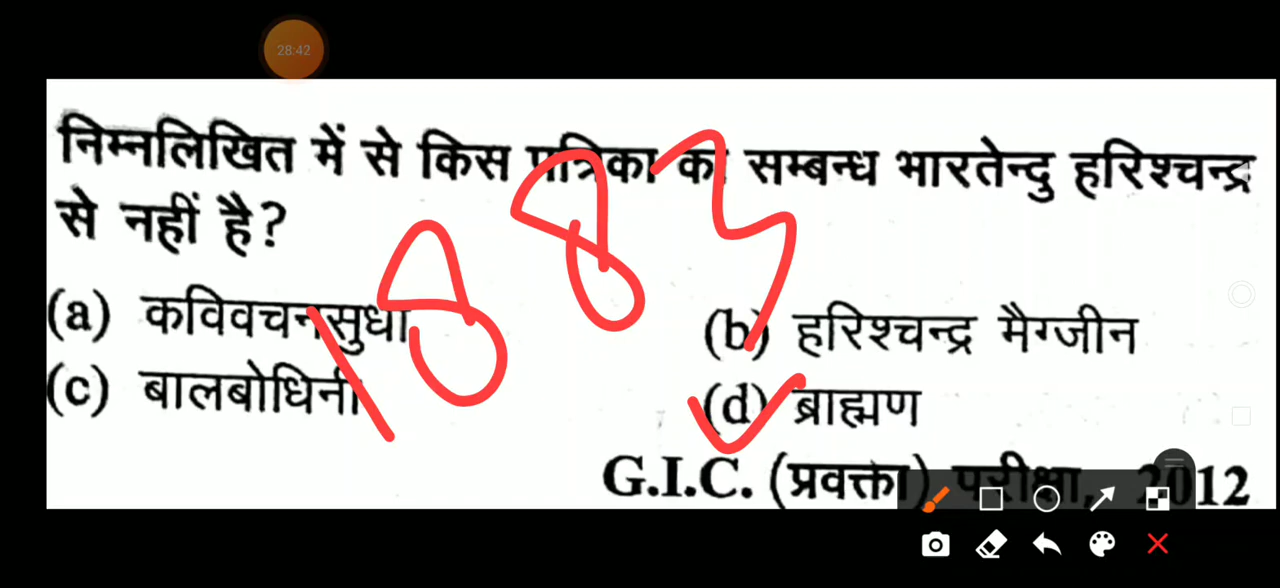 28:42
निम्नलिखित में से किस पत्रिका का सम्बन्ध भारतेन्दु हरिश्चन्द्र
से नहीं है?
(a) कविवचनसुधा (b) हरिश्चन्द्र मैग्जीन
(c) बालबोधिनी (d) ब्राह्मण
G.I.C. (प्रवक्ता) परीक्षा, 2012
1883